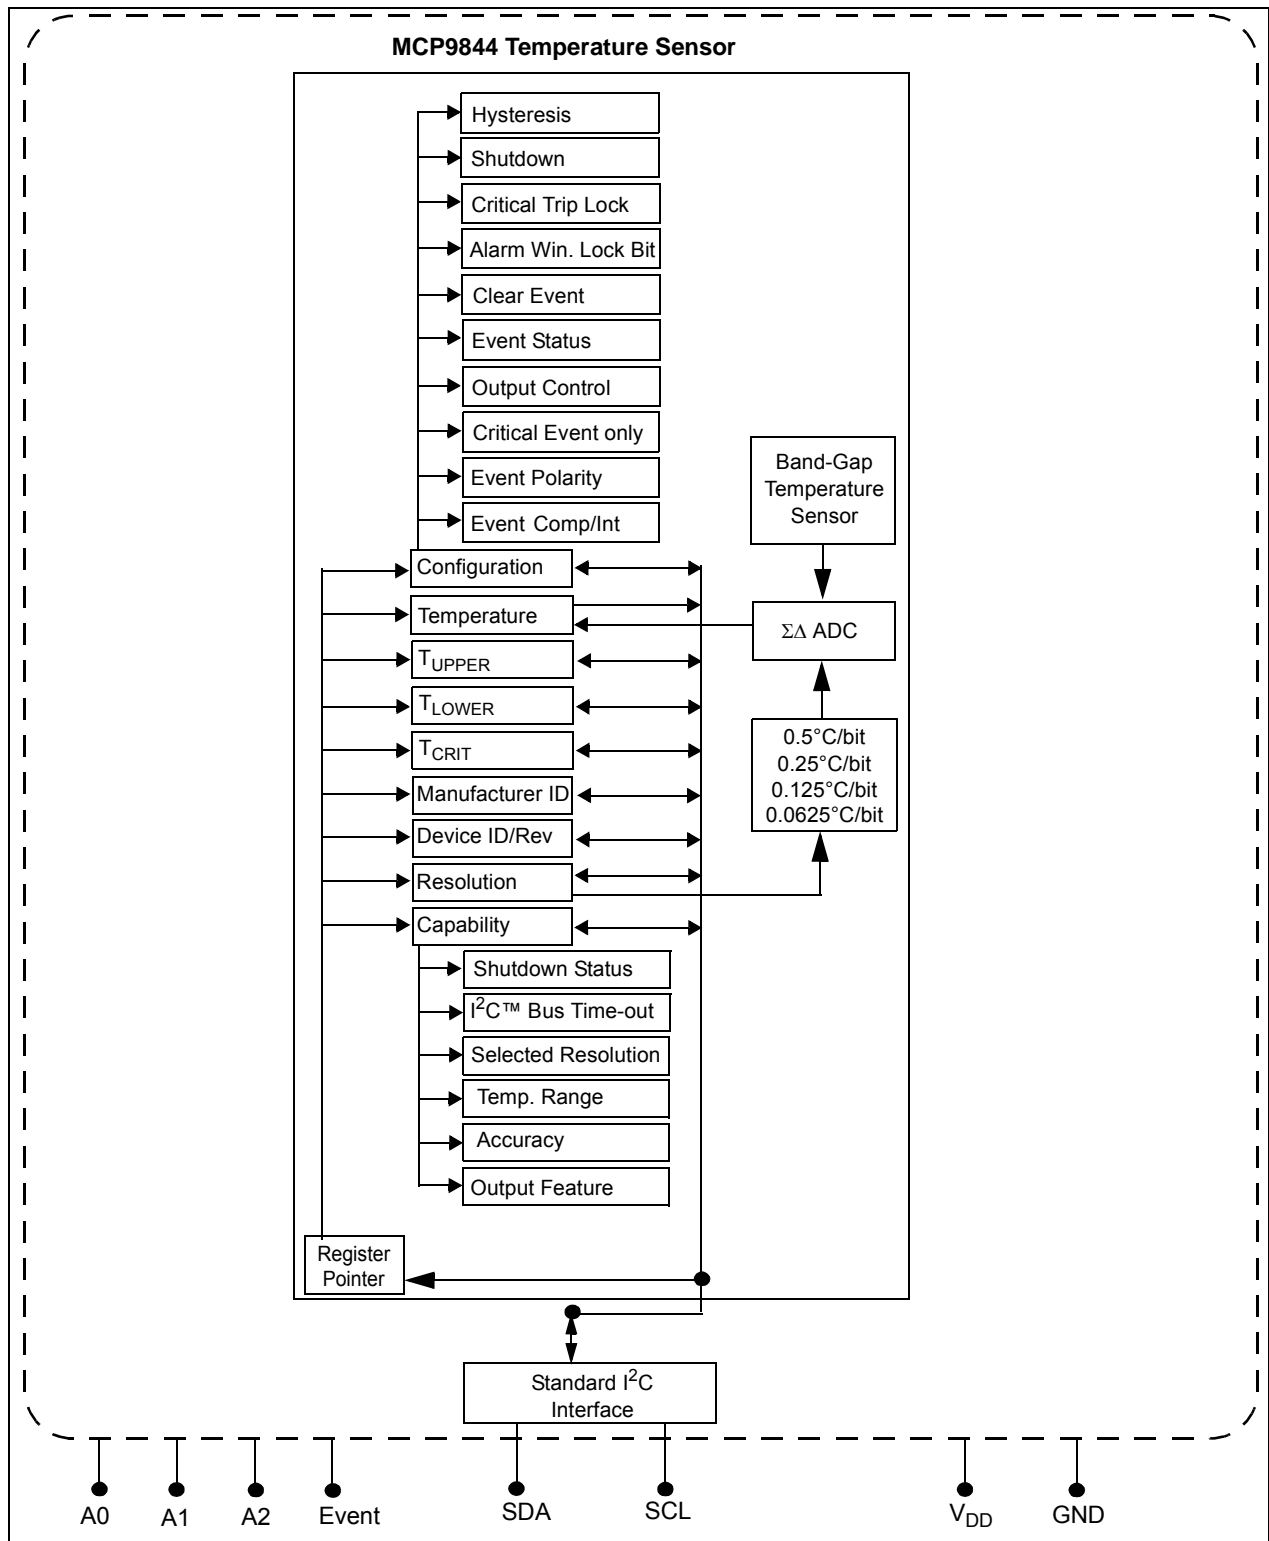 MCP9844 Temperature Sensor
Hysteresis
Shutdown
Critical Trip Lock
Alarm Win. Lock Bit
Clear Event
Event Status
Output Control
Critical Event only
Event Polarity
Event Comp/Int
Configuration
Temperature
TUPPER
TLOWER
TCRIT
Manufacturer ID
Device ID/Rev
Resolution
Capability
Shutdown Status
I²C™ Bus Time-out
Selected Resolution
Temp. Range
Accuracy
Output Feature
Band-Gap
Temperature
Sensor
ΣΔ ADC
0.5°C/bit
0.25°C/bit
0.125°C/bit
0.0625°C/bit
Register
Pointer
Standard I²C
Interface
A0
A1
A2
Event
SDA
SCL
VDD
GND